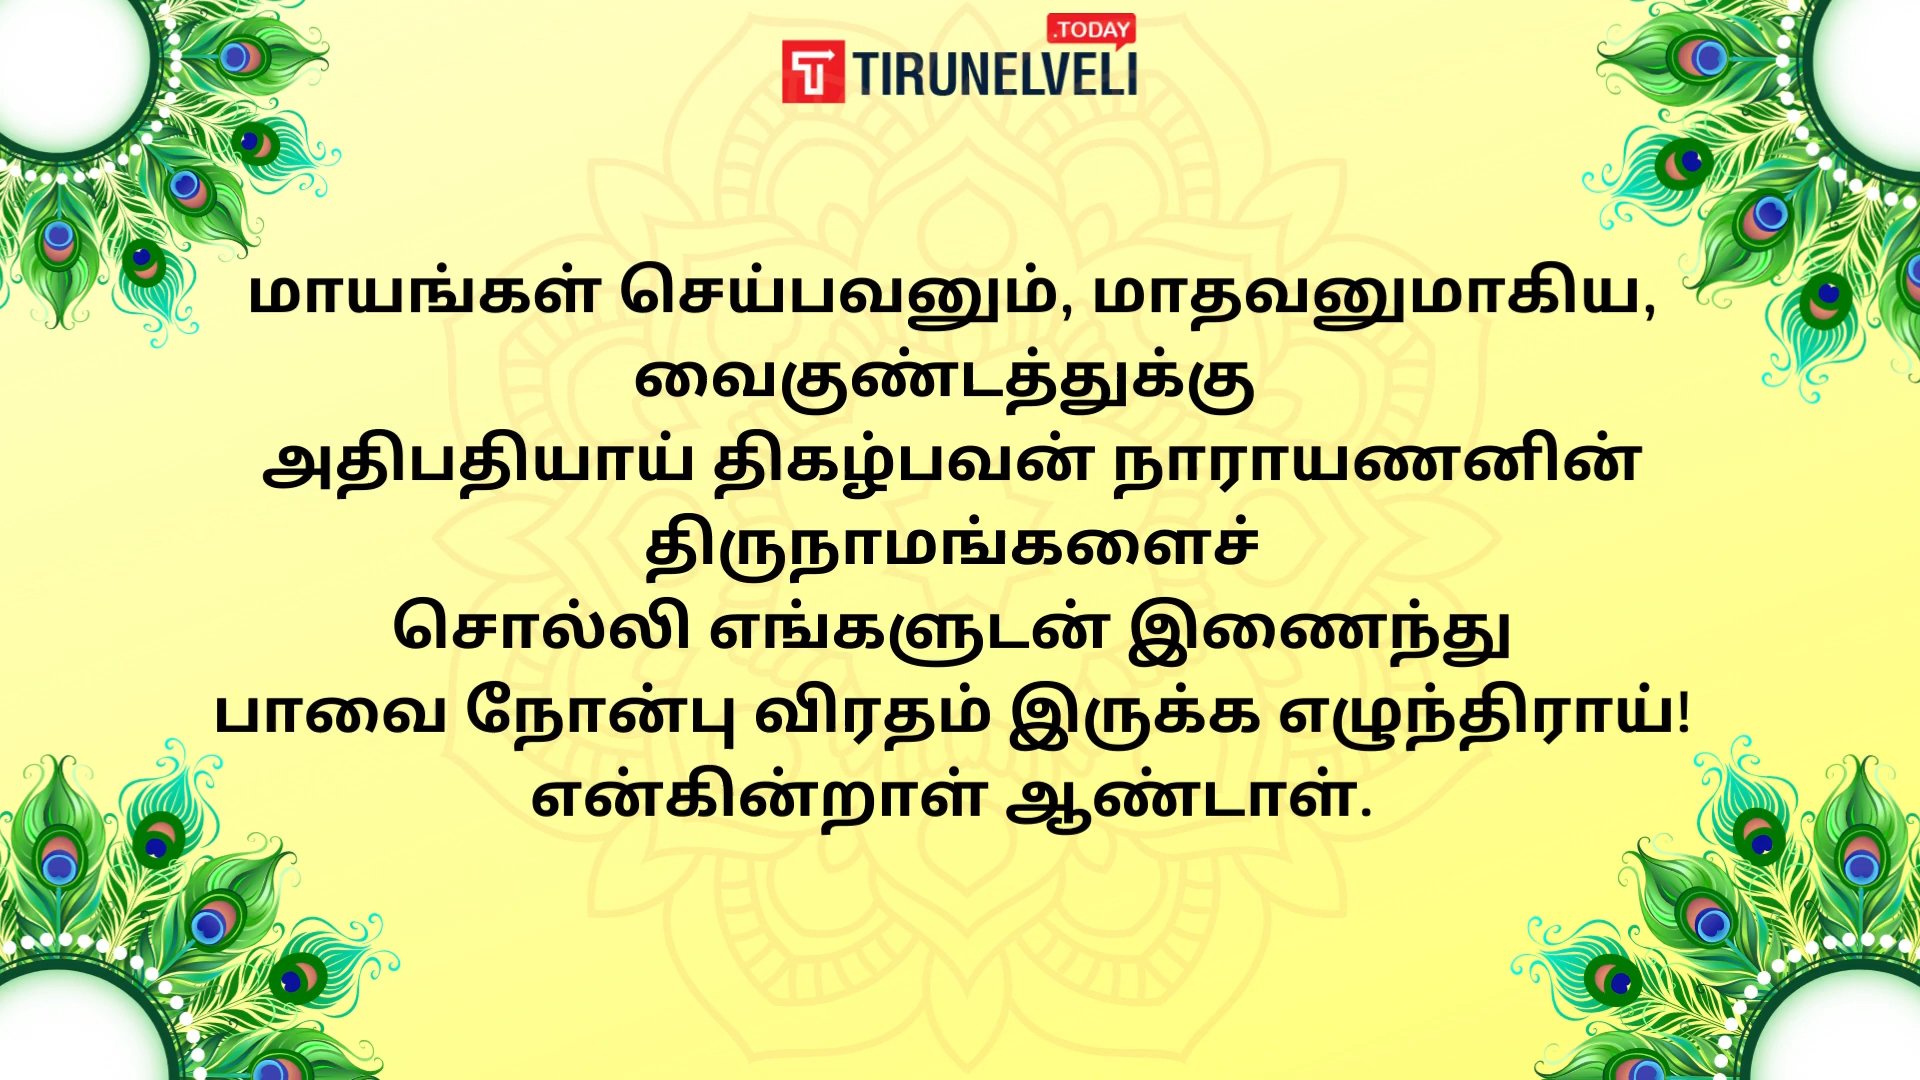 .TODAY
TIRUNELVELI
மாயங்கள் செய்பவனும், மாதவனுமாகிய,
வைகுண்டத்துக்கு
அதிபதியாய் திகழ்பவன் நாராயணனின்
திருநாமங்களைச்
சொல்லி எங்களுடன் இணைந்து
பாவை நோன்பு விரதம் இருக்க எழுந்திராய்!
என்கின்றாள் ஆண்டாள்.